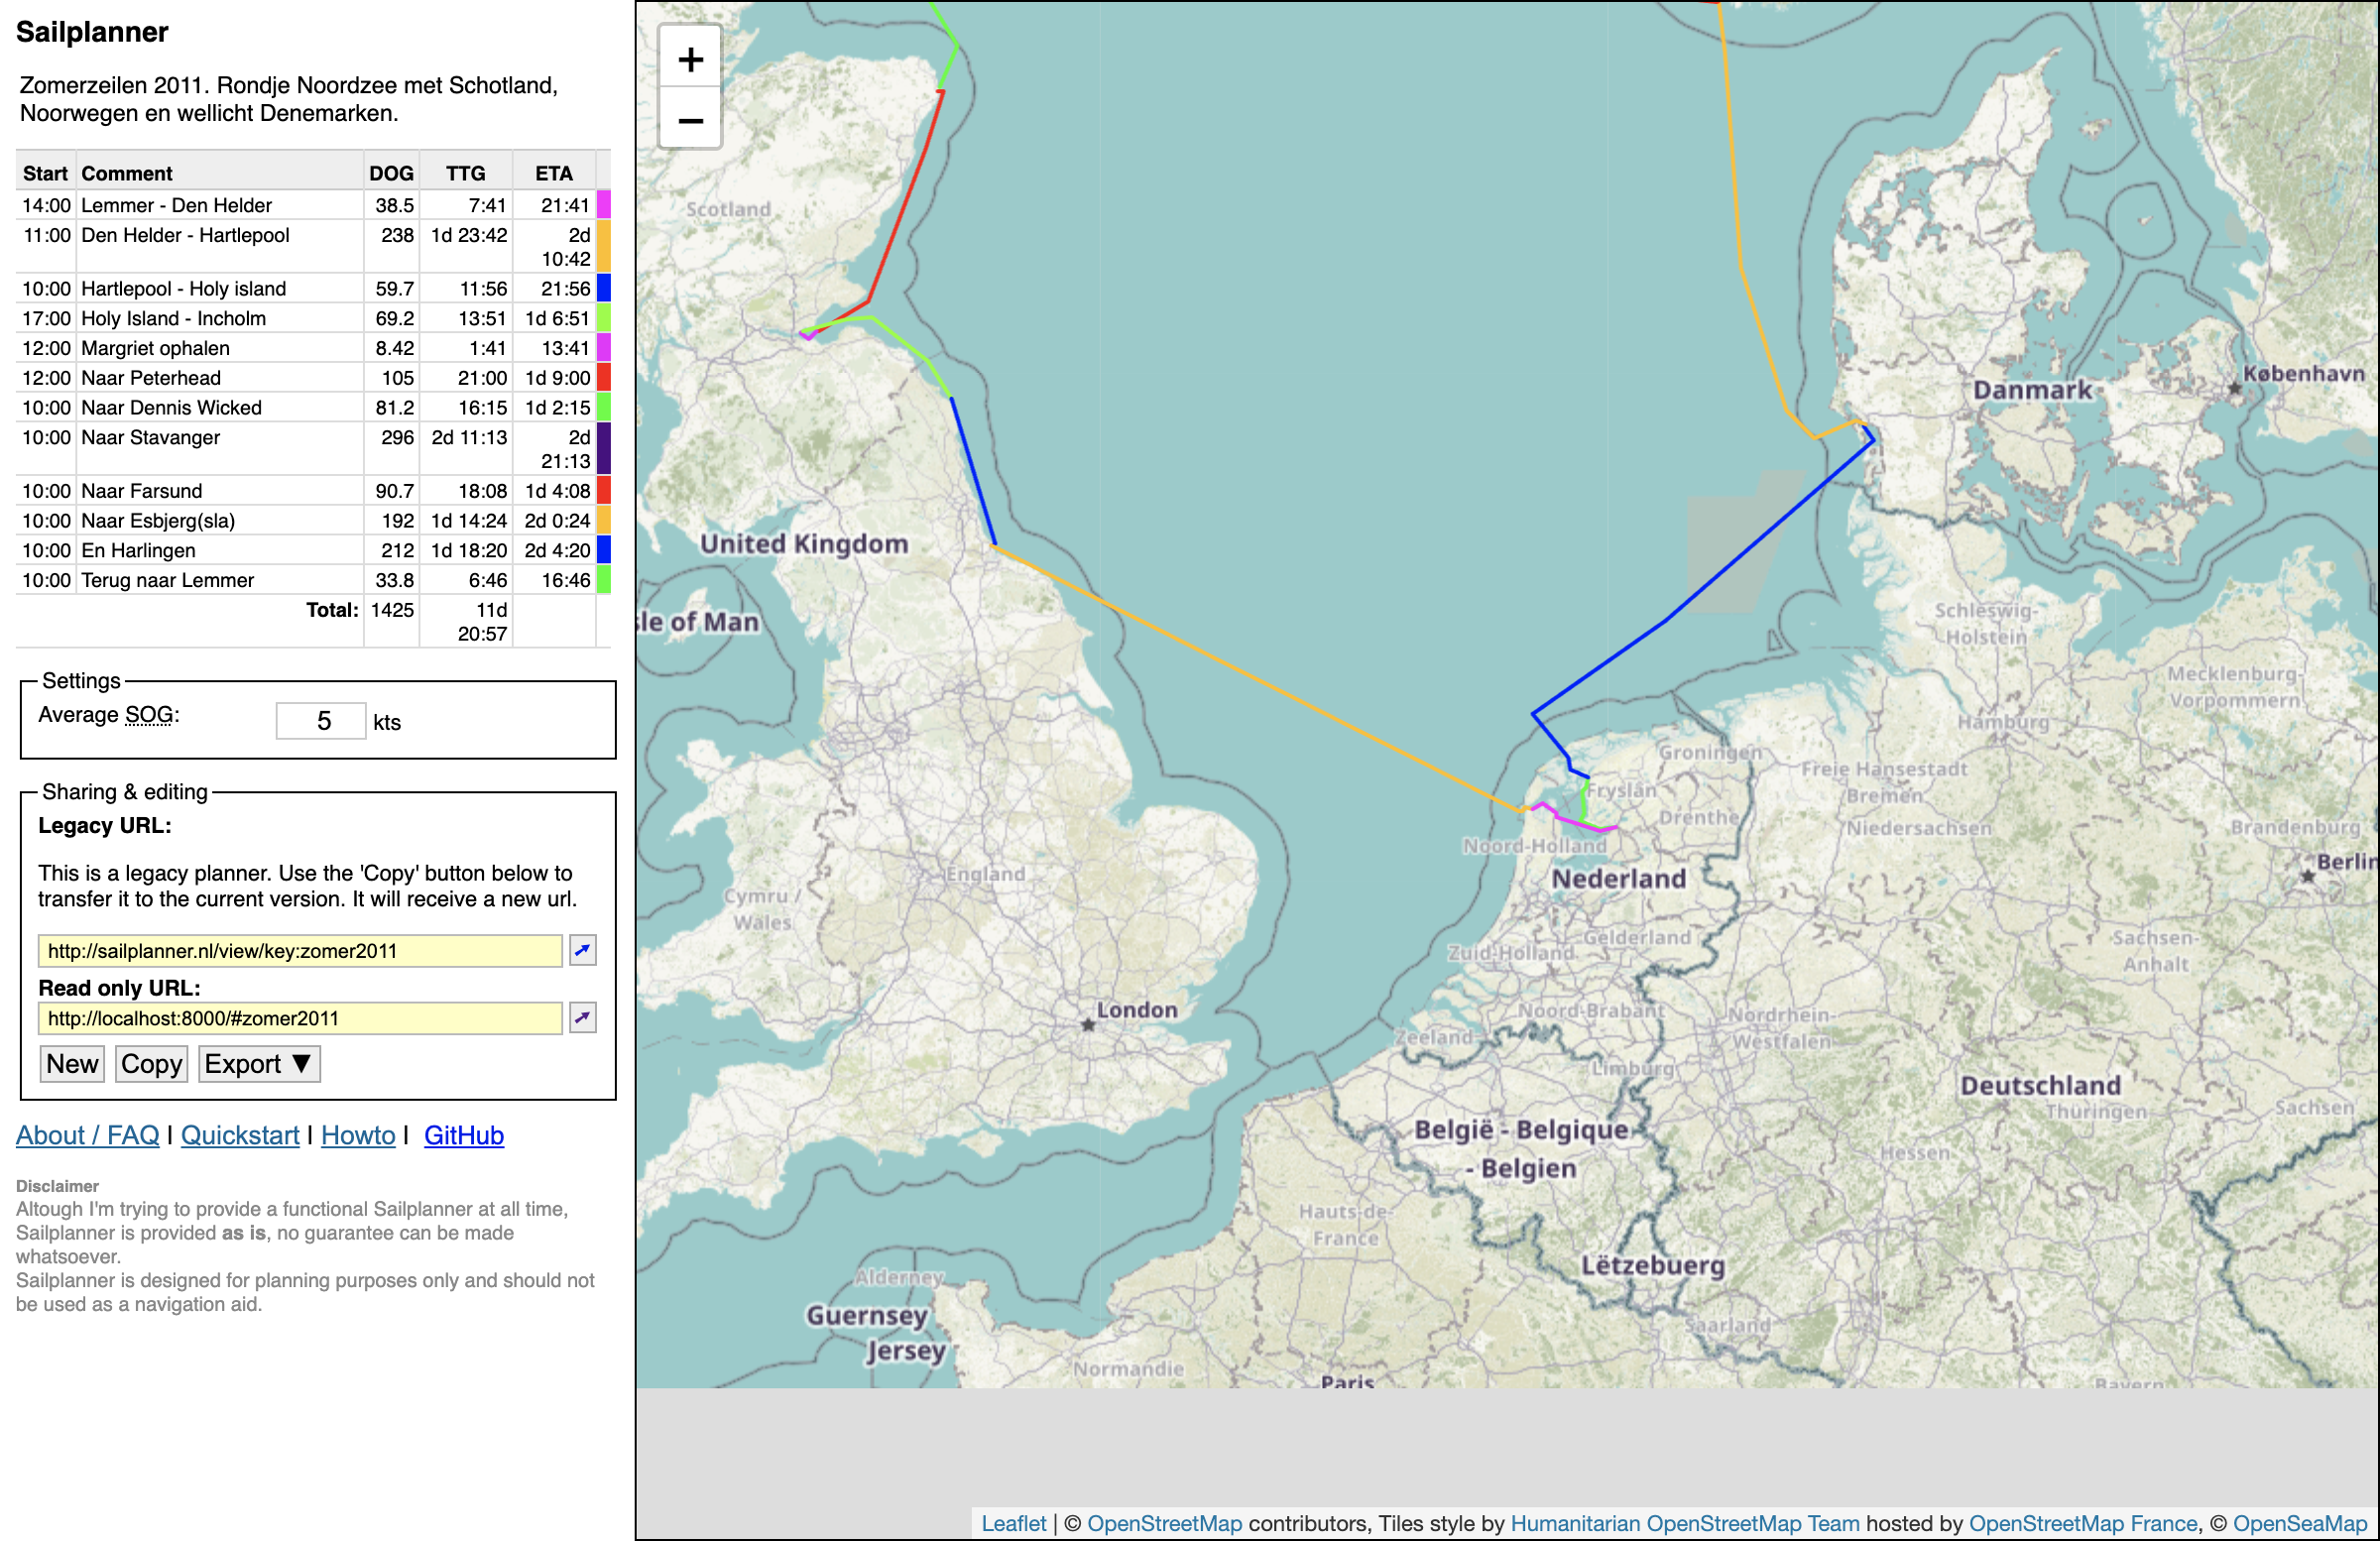 Sailplanner
Zomerzeilen 2011. Rondje Noordzee met Schotland,
Noorwegen en wellicht Denemarken.
Start Comment DOG TTG ETA
14:00 Lemmer - Den Helder 38.5 7:41 21:41
11:00 Den Helder - Hartlepool 238 1d 23:42 2d
10:42
10:00 Hartlepool - Holy island 59.7 11:56 21:56
17:00 Holy Island - Incholm 69.2 13:51 1d 6:51
12:00 Margriet ophalen 8.42 1:41 13:41
12:00 Naar Peterhead 105 21:00 1d 9:00
10:00 Naar Dennis Wicked 81.2 16:15 1d 2:15
10:00 Naar Stavanger 296 2d 11:13 2d
21:13
10:00 Naar Farsund 90.7 18:08 1d 4:08
10:00 Naar Esbjerg(sla) 192 1d 14:24 2d 0:24
10:00 En Harlingen 212 1d 18:20 2d 4:20
10:00 Terug naar Lemmer 33.8 6:46 16:46
Total: 1425 11d
20:57
Settings
Average SOG: 5 kts
Sharing & editing
Legacy URL:
This is a legacy planner. Use the 'Copy' button below to
transfer it to the current version. It will receive a new url.
http://sailplanner.nl/view/key:zomer2011
Read only URL:
http://localhost:8000/#zomer2011
New Copy Export ▼
About / FAQ | Quickstart | Howto | GitHub
Disclaimer
Altough I'm trying to provide a functional Sailplanner at all time,
Sailplanner is provided as is, no guarantee can be made
whatsoever.
Sailplanner is designed for planning purposes only and should not
be used as a navigation aid.
+
−
Scotland
København
Danmark
United Kingdom
sle of Man
Schleswig-
Holstein
Mecklenburg-
Vorpommern
Hamburg
Groningen
Freie Hansestadt
Bremen
Fryslân
Drenthe
Niedersachsen
Brandenburg
Noord-Holland
Berlin
England
Nederland
Cymru /
Wales
Gelderland
Zuid-Holland
Sachsen-
Anhalt
London
Noord-Brabant
Nordrhein-
Westfalen
Zeeland
Limburg
Deutschland
Thüringen
Sachsen
België - Belgique
- Belgien
Hessen
Hauts-de-
France
Lëtzebuerg
Alderney
Guernsey
Jersey
Saarland
Normandie
Paris
Bayern
Leaflet | © OpenStreetMap contributors, Tiles style by Humanitarian OpenStreetMap Team hosted by OpenStreetMap France, © OpenSeaMap